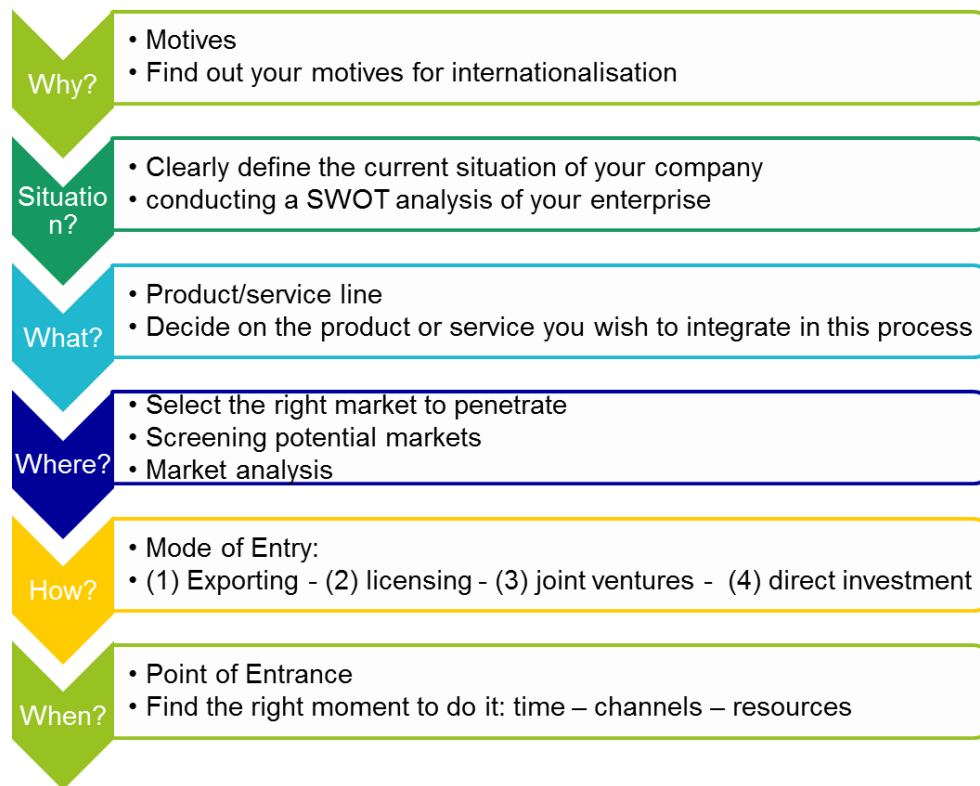 Why?
• Motives
• Find out your motives for internationalisation
Situatio
n?
• Clearly define the current situation of your company
• conducting a SWOT analysis of your enterprise
What?
• Product/service line
• Decide on the product or service you wish to integrate in this process
Where?
• Select the right market to penetrate
• Screening potential markets
• Market analysis
How?
• Mode of Entry:
• (1) Exporting - (2) licensing - (3) joint ventures - (4) direct investment
When?
• Point of Entrance
• Find the right moment to do it: time – channels – resources